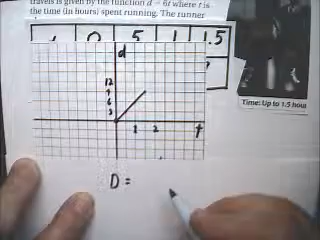 travels is given by the function d = 6t where t is
the time (in hours) spent running. The runner
0 .5 1 1.5
Time: Up to 1.5 hours
d
12
9
6
3
1 2 t
D =